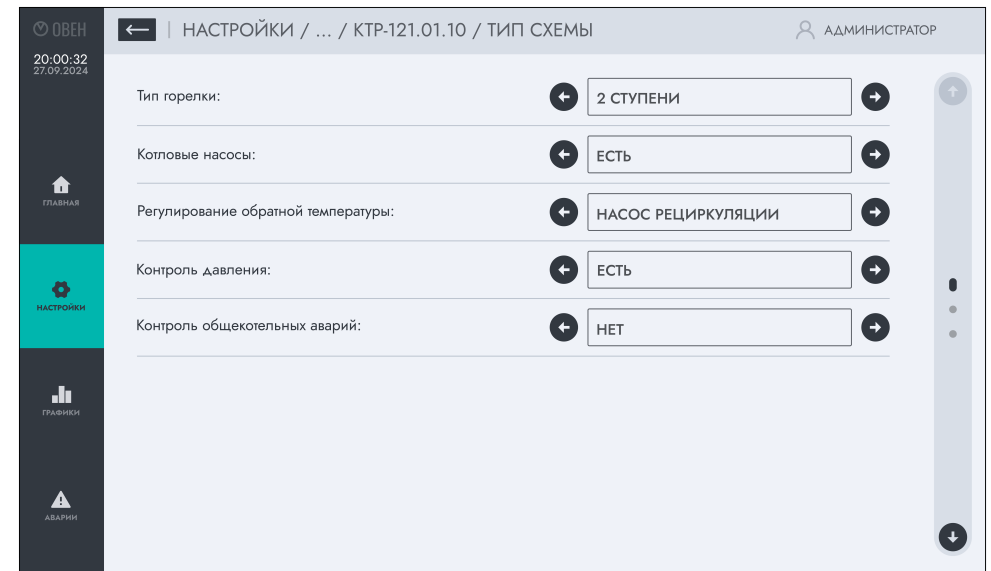 ОВЕН
НАСТРОЙКИ / ... / КТР-121.01.10 / ТИП СХЕМЫ
АДМИНИСТРАТОР
20:00:32
27.09.2024
Тип горелки:
2 СТУПЕНИ
Котловые насосы:
ЕСТЬ
ГЛАВНАЯ
Регулирование обратной температуры:
НАСОС РЕЦИРКУЛЯЦИИ
Контроль давления:
ЕСТЬ
НАСТРОЙКИ
Контроль общекотельных аварий:
НЕТ
ГРАФИКИ
АВАРИИ